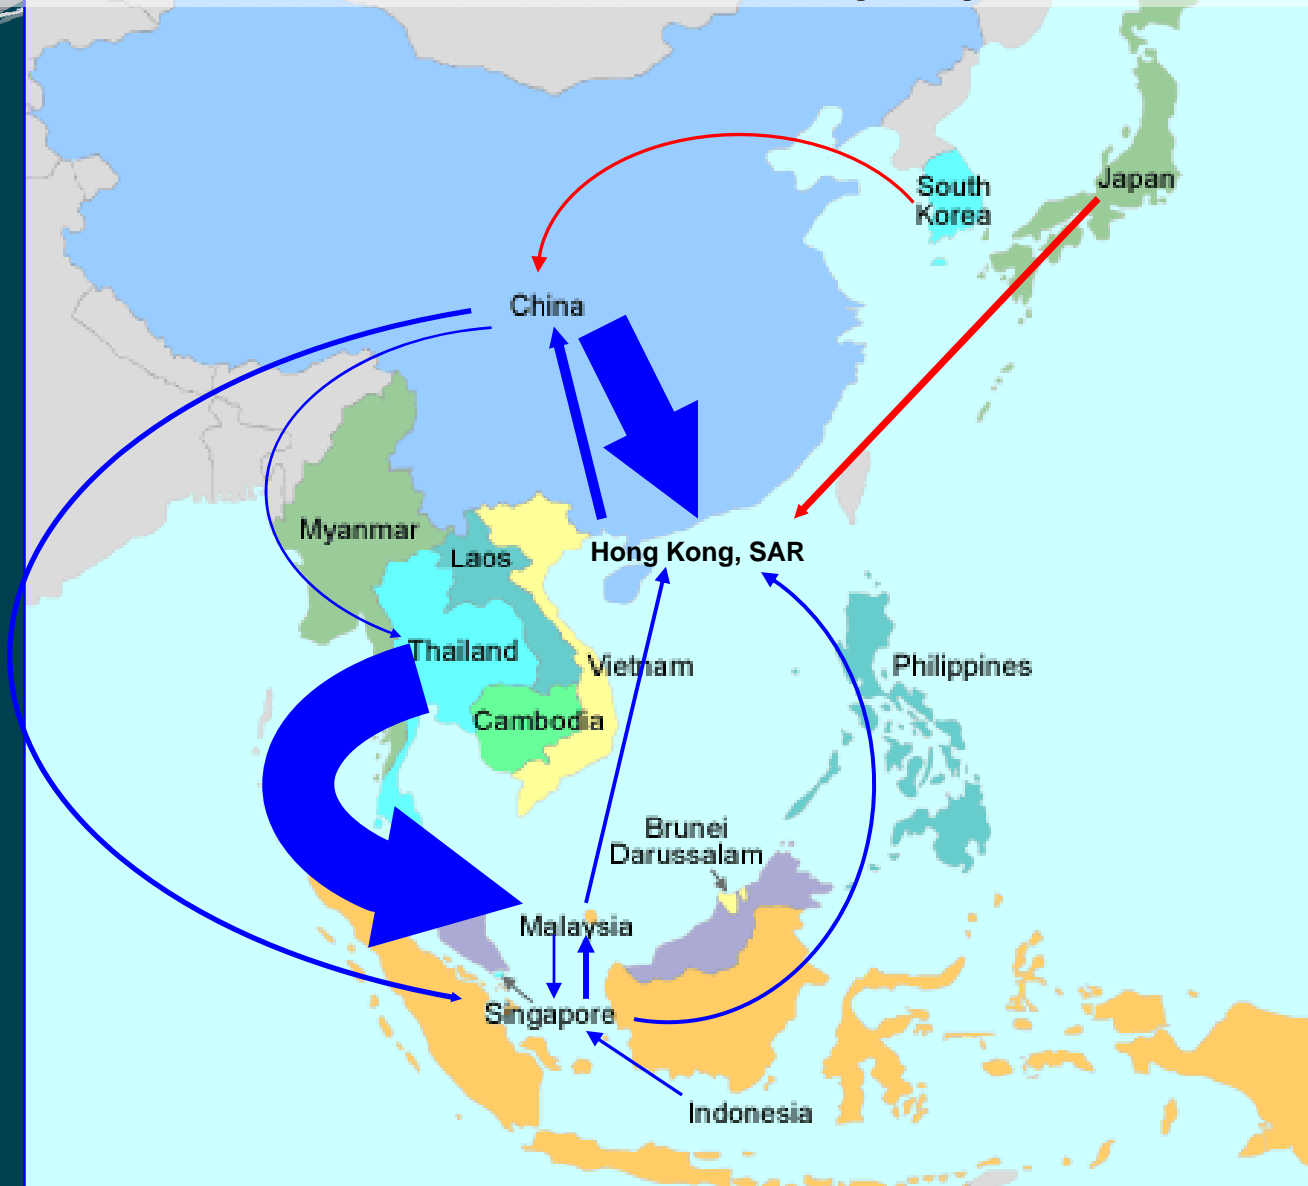 Japan
South
Korea
China
Myanmar
Laos
Hong Kong, SAR
Thailand
Vietnam
Philippines
Cambodia
Brunei
Darussalam
Malaysia
Singapore
Indonesia